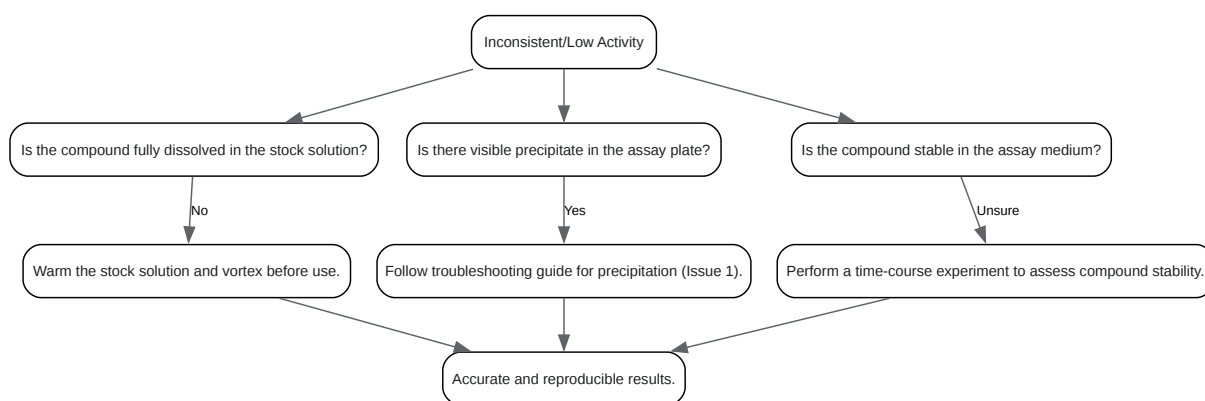 Inconsistent/Low Activity
Is the compound fully dissolved in the stock solution?
Is there visible precipitate in the assay plate?
Is the compound stable in the assay medium?
No
Yes
Unsure
Warm the stock solution and vortex before use.
Follow troubleshooting guide for precipitation (Issue 1).
Perform a time-course experiment to assess compound stability.
Accurate and reproducible results.